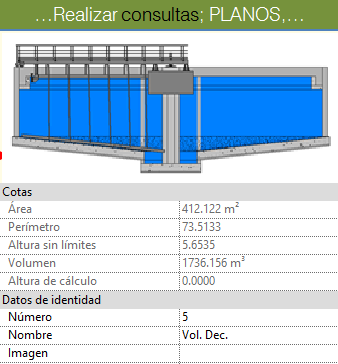 ...Realizar consultas; PLANOS,...
Cotas
Área 412.122 m²
Perímetro 73.5133
Altura sin límites 5.6535
Volumen 1736.156 m³
Altura de cálculo 0.0000
Datos de identidad
Número 5
Nombre Vol. Dec.
Imagen